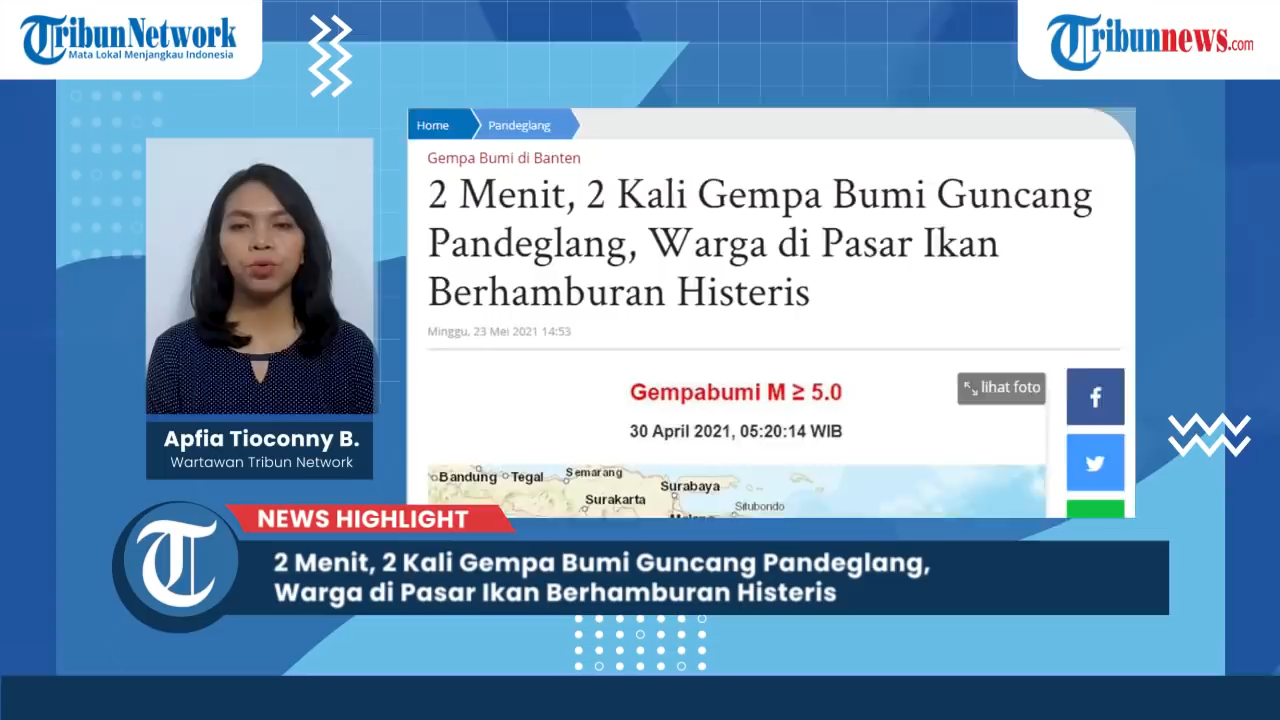 TribunNetwork
Mata Lokal Menjangkau Indonesia
Tribunnews.com
Home
Pandeglang
Gempa Bumi di Banten
2 Menit, 2 Kali Gempa Bumi Guncang
Pandeglang, Warga di Pasar Ikan
Berhamburan Histeris
Minggu, 23 Mei 2021 14:53
Gempabumi M ≥ 5.0
lihat foto
30 April 2021, 05:20:14 WIB
Bandung
Tegal
Semarang
Surakarta
Surabaya
Situbondo
Apfia Tioconny B.
Wartawan Tribun Network
NEWS HIGHLIGHT
2 Menit, 2 Kali Gempa Bumi Guncang Pandeglang,
Warga di Pasar Ikan Berhamburan Histeris